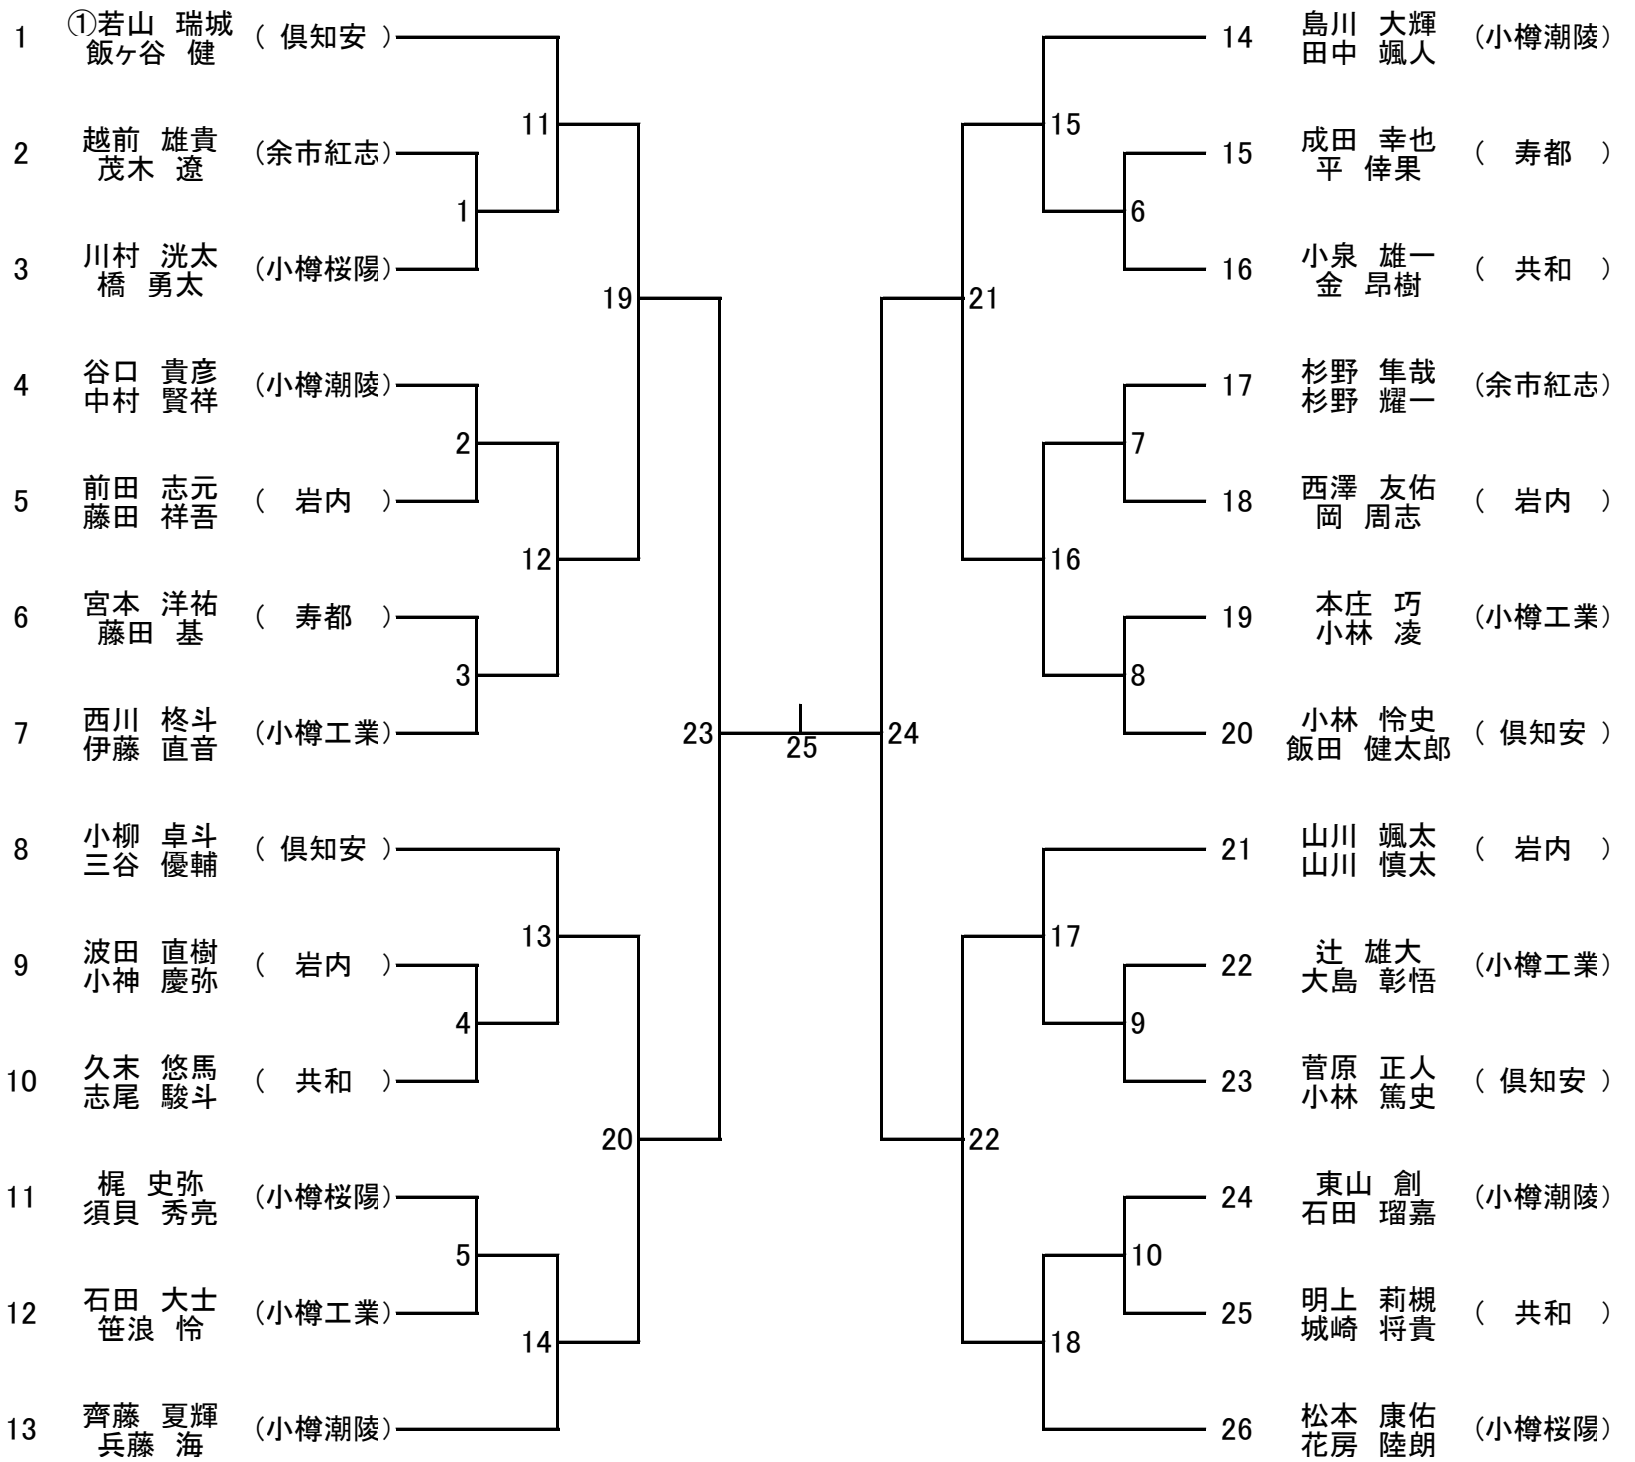 1 ①若山 瑞城
飯ヶ谷 健 ( 倶知安 )
2 越前 雄貴
茂木 遼 (余市紅志)
3 川村 洸太
橋 勇太 (小樽桜陽)
4 谷口 貴彦
中村 賢祥 (小樽潮陵)
5 前田 志元
藤田 祥吾 ( 岩内 )
6 宮本 洋祐
藤田 基 ( 寿都 )
7 西川 柊斗
伊藤 直音 (小樽工業)
8 小柳 卓斗
三谷 優輔 ( 倶知安 )
9 波田 直樹
小神 慶弥 ( 岩内 )
10 久末 悠馬
志尾 駿斗 ( 共和 )
11 梶 史弥
須貝 秀亮 (小樽桜陽)
12 石田 大士
笹浪 怜 (小樽工業)
13 齊藤 夏輝
兵藤 海 (小樽潮陵)
11
1
19
2
12
3
23
13
4
20
5
14
25
15
6
21
7
16
8
24
17
9
22
10
18
14 島川 大輝
田中 颯人 (小樽潮陵)
15 成田 幸也
平 倖果 ( 寿都 )
16 小泉 雄一
金 昂樹 ( 共和 )
17 杉野 隼哉
杉野 耀一 (余市紅志)
18 西澤 友佑
岡 周志 ( 岩内 )
19 本庄 巧
小林 凌 (小樽工業)
20 小林 怜史
飯田 健太郎 ( 倶知安 )
21 山川 颯太
山川 慎太 ( 岩内 )
22 辻 雄大
大島 彰悟 (小樽工業)
23 菅原 正人
小林 篤史 ( 倶知安 )
24 東山 創
石田 瑠嘉 (小樽潮陵)
25 明上 莉槻
城崎 将貴 ( 共和 )
26 松本 康佑
花房 陸朗 (小樽桜陽)